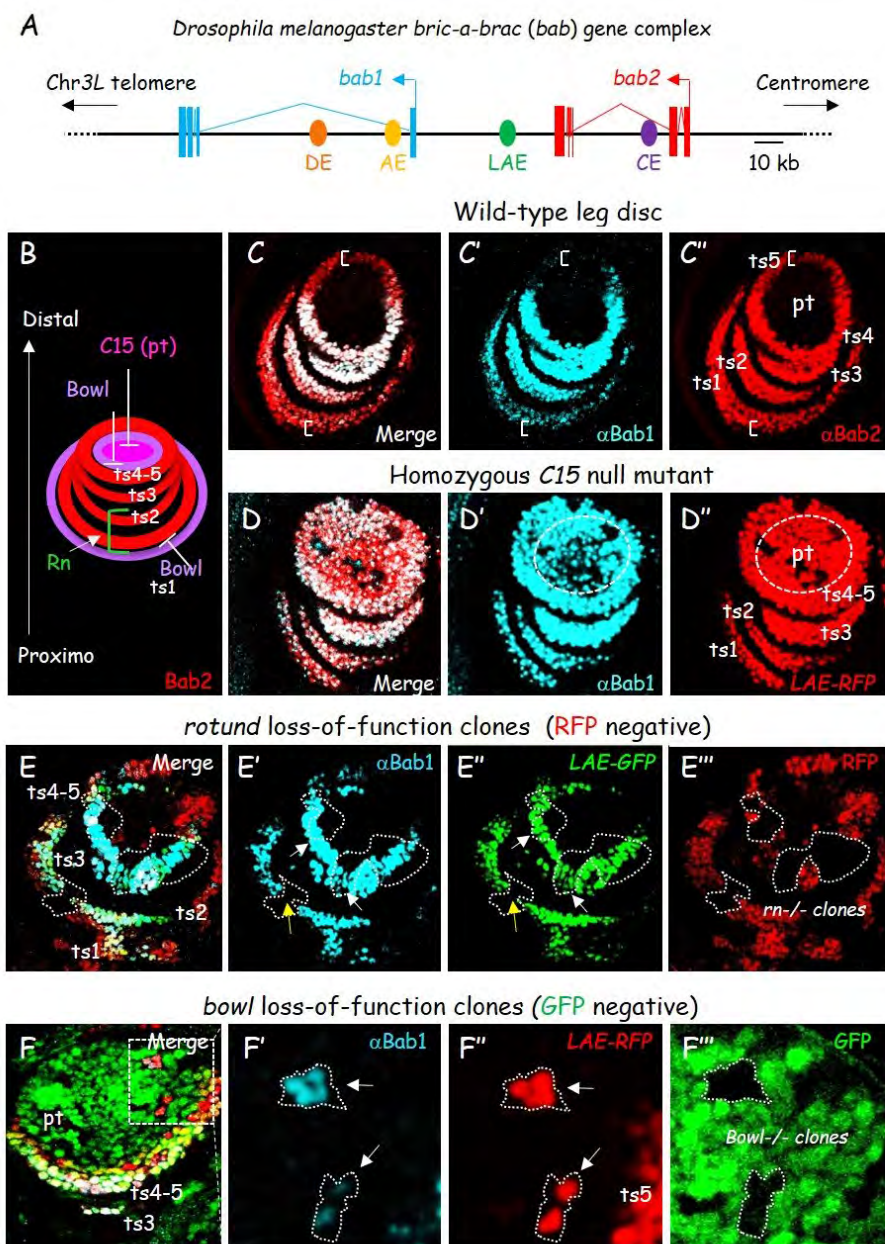 A
Drosophila melanogaster bric-a-brac (bab) gene complex
Chr3L telomere
bab1
bab2
Centromere
DE
AE
LAE
CE
10 kb
Wild-type leg disc
B
Distal
C15 (pt)
Bowl
ts4-5
ts3
ts2
Rn
Bowl
ts1
Proximo
Bab2
C
Merge
C'
αBab1
C"
ts5
pt
ts4
ts3
ts2
ts1
αBab2
Homozygous C15 null mutant
D
Merge
D'
αBab1
D"
pt
ts4-5
ts2
ts3
ts1
LAE-RFP
rotund loss-of-function clones (RFP negative)
E
Merge
ts4-5
ts3
ts2
ts1
E'
αBab1
E"
LAE-GFP
E'''
RFP
rn-/- clones
bowl loss-of-function clones (GFP negative)
F
Merge
pt
ts4-5
ts3
F'
αBab1
F"
LAE-RFP
ts5
F'''
GFP
Bowl-/- clones